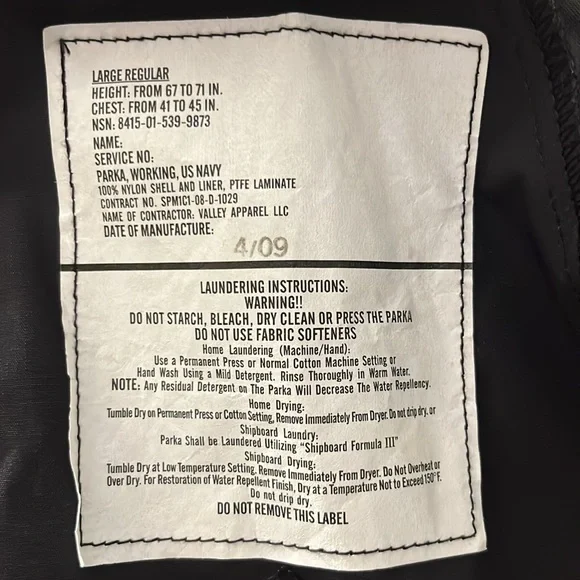 LARGE REGULAR
HEIGHT: FROM 67 TO 71 IN.
CHEST: FROM 41 TO 45 IN.
NSN: 8415-01-539-9873
NAME:
SERVICE NO:
PARKA, WORKING, US NAVY
100% NYLON SHELL AND LINER, PTFE LAMINATE
CONTRACT NO. SPM1C1-08-D-1029
NAME OF CONTRACTOR: VALLEY APPAREL LLC
DATE OF MANUFACTURE:
4/09
LAUNDERING INSTRUCTIONS:
WARNING!!
DO NOT STARCH, BLEACH, DRY CLEAN OR PRESS THE PARKA
DO NOT USE FABRIC SOFTENERS
Home Laundering (Machine/Hand):
Use a Permanent Press or Normal Cotton Machine Setting or
Hand Wash Using a Mild Detergent. Rinse Thoroughly in Warm Water.
NOTE: Any Residual Detergent on The Parka Will Decrease The Water Repellency.
Home Drying:
Tumble Dry on Permanent Press or Cotton Setting, Remove Immediately From Dryer. Do not drip dry. or
Shipboard Laundry:
Parka Shall be Laundered Utilizing "Shipboard Formula III"
Shipboard Drying:
Tumble Dry at Low Temperature Setting. Remove Immediately From Dryer. Do Not Overheat or
Over Dry. For Restoration of Water Repellent Finish, Dry at a Temperature Not to Exceed 150°F.
Do not drip dry.
DO NOT REMOVE THIS LABEL